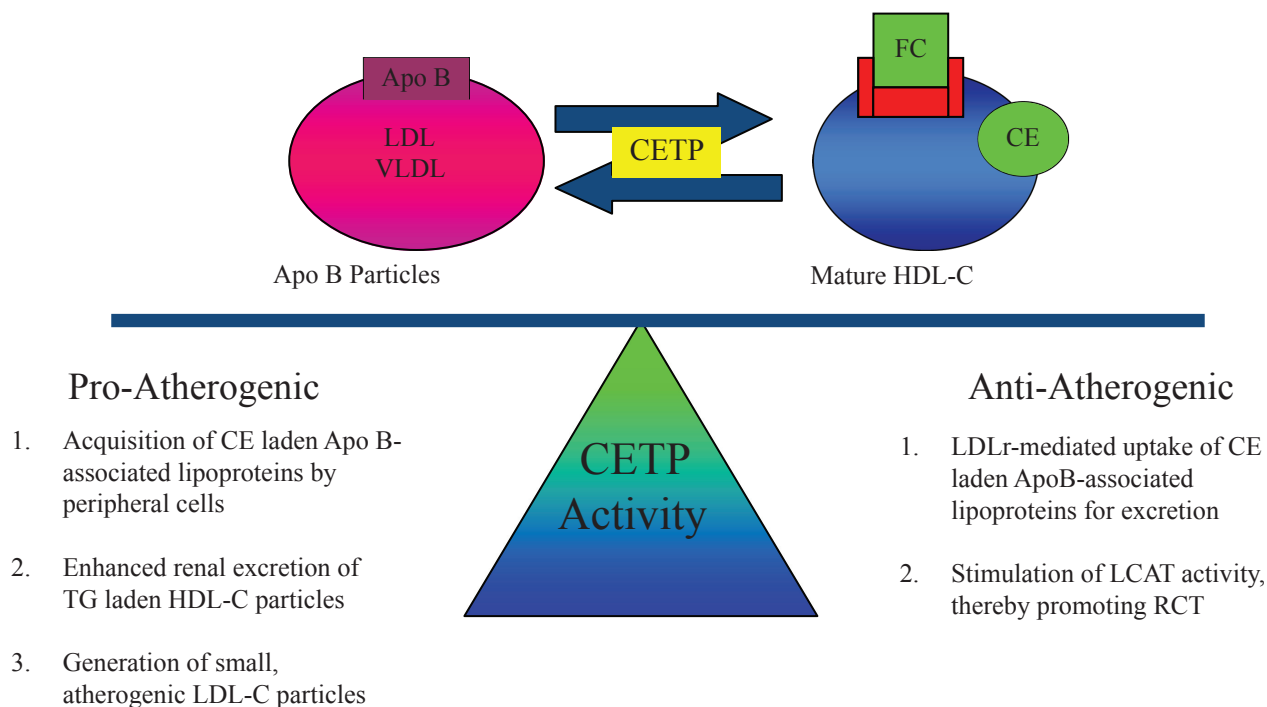 FC
Apo B
LDL
VLDL
CETP
CE
Apo B Particles
Mature HDL-C
Pro-Atherogenic
1. Acquisition of CE laden Apo B-
associated lipoproteins by
peripheral cells
2. Enhanced renal excretion of
TG laden HDL-C particles
3. Generation of small,
atherogenic LDL-C particles
CETP
Activity
Anti-Atherogenic
1. LDLr-mediated uptake of CE
laden ApoB-associated
lipoproteins for excretion
2. Stimulation of LCAT activity,
thereby promoting RCT